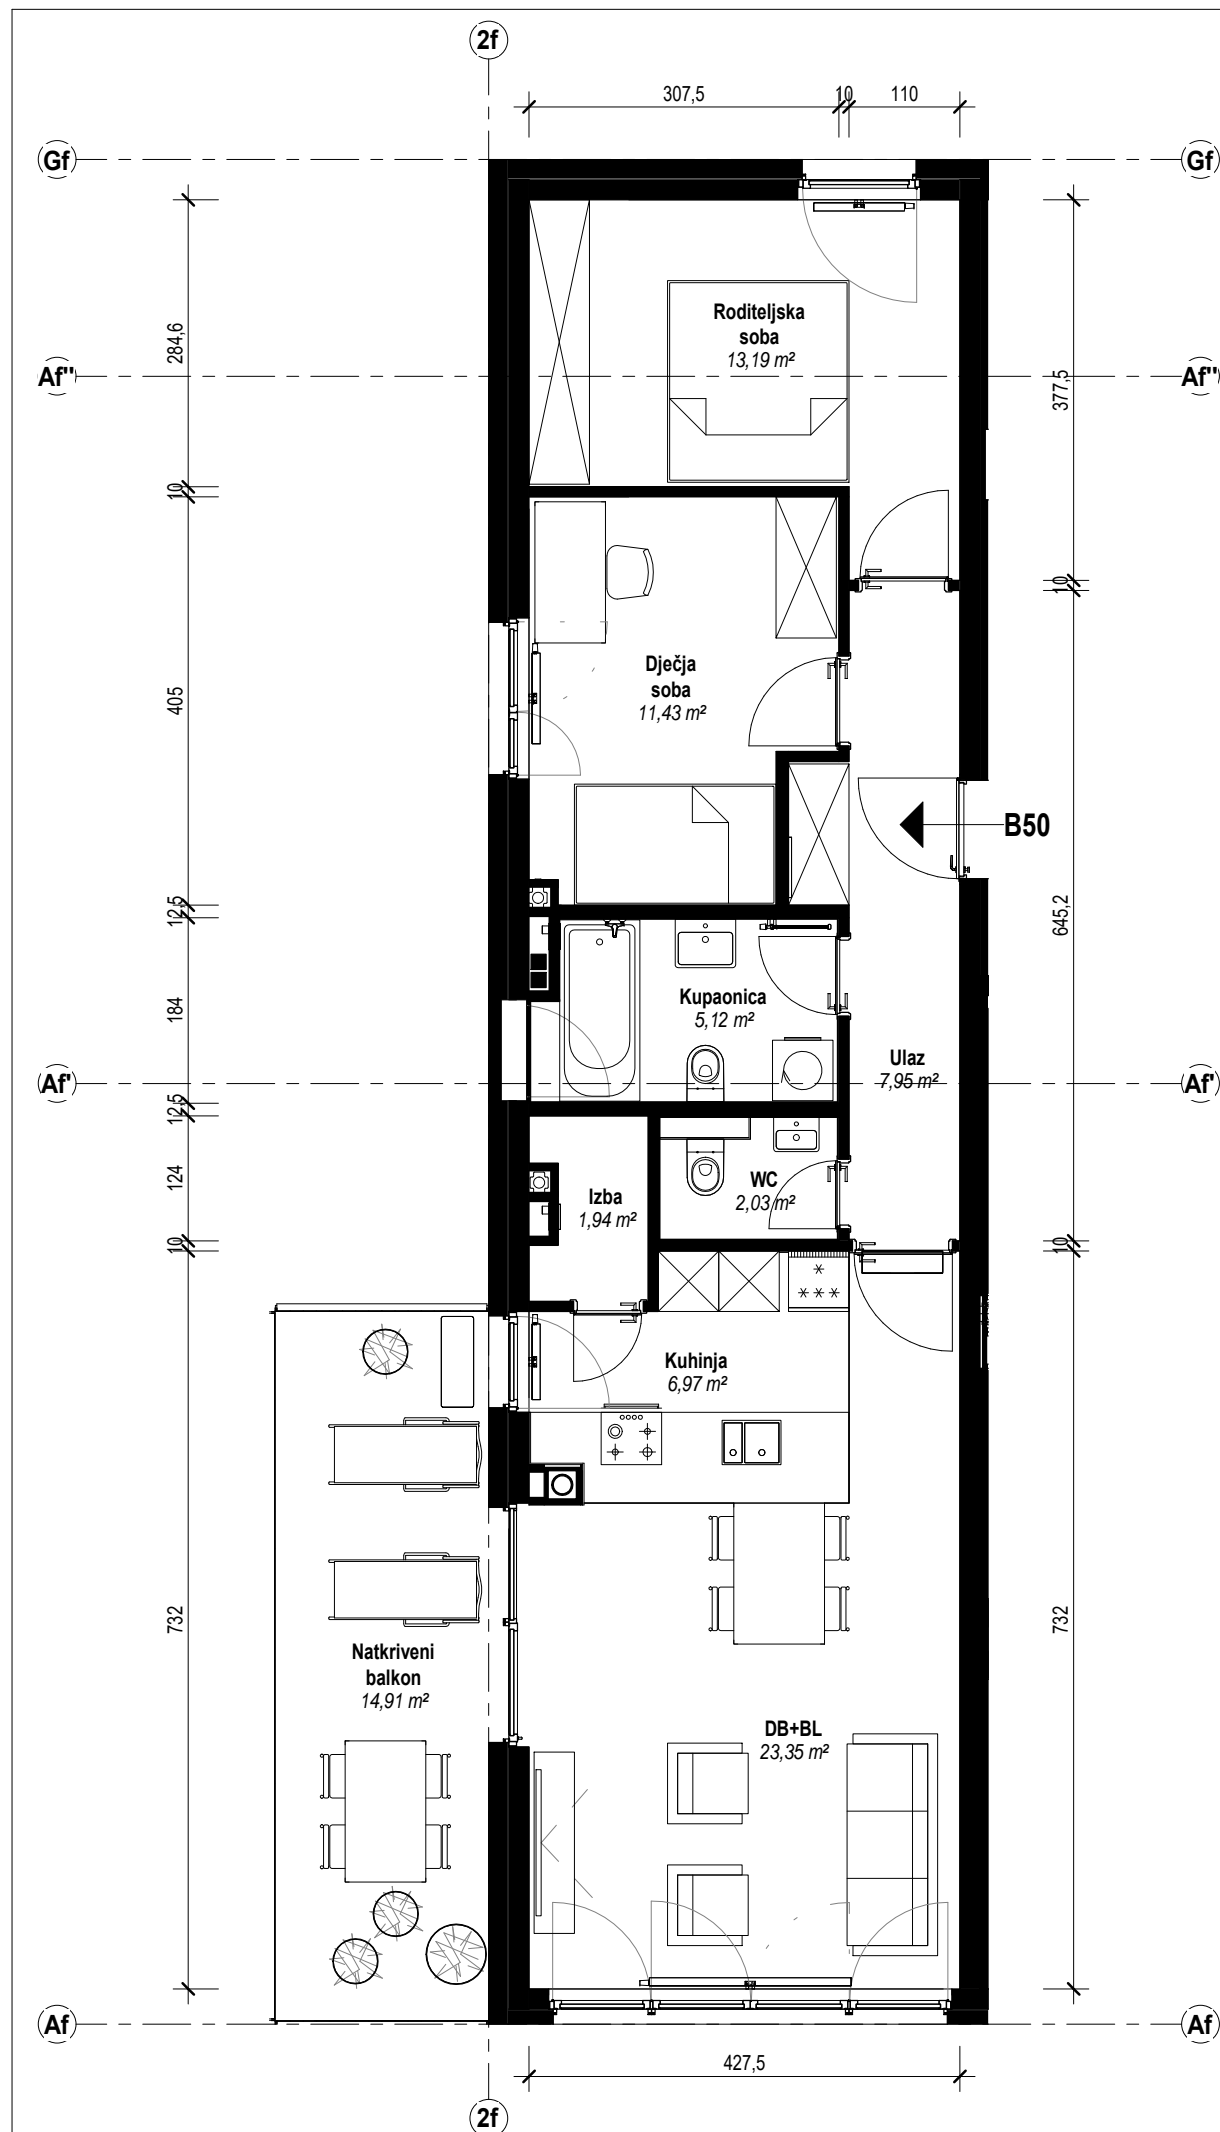 2f
307,5
10
110
Gf
Gf
284,6
Roditeljska
soba
13,19 m²
377,5
Af''
Af''
10
10
405
Dječja
soba
11,43 m²
B50
12,5
645,2
184
Kupaonica
5,12 m²
Ulaz
7,95 m²
Af'
Af'
12,5
124
Izba
1,94 m²
WC
2,03 m²
10
10
Kuhinja
6,97 m²
732
732
Natkriveni
balkon
14,91 m²
DB+BL
23,35 m²
Af
Af
427,5
2f